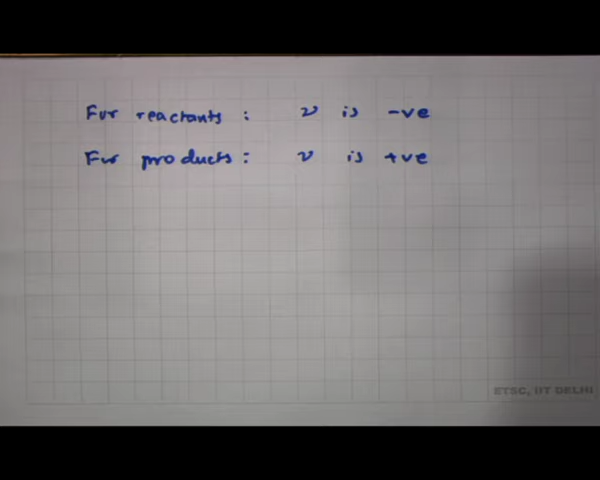 For reactants : ν is -ve
For products : ν is +ve
ETSC, IIT DELHI